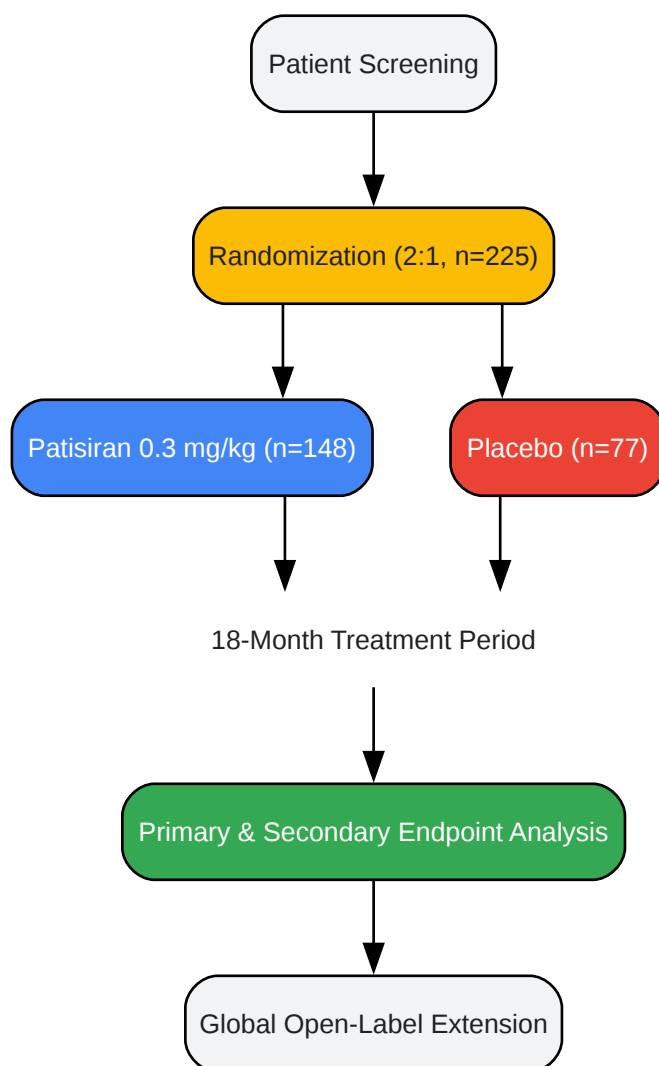 Patient Screening
Randomization (2:1, n=225)
Patisiran 0.3 mg/kg (n=148)
Placebo (n=77)
18-Month Treatment Period
Primary & Secondary Endpoint Analysis
Global Open-Label Extension